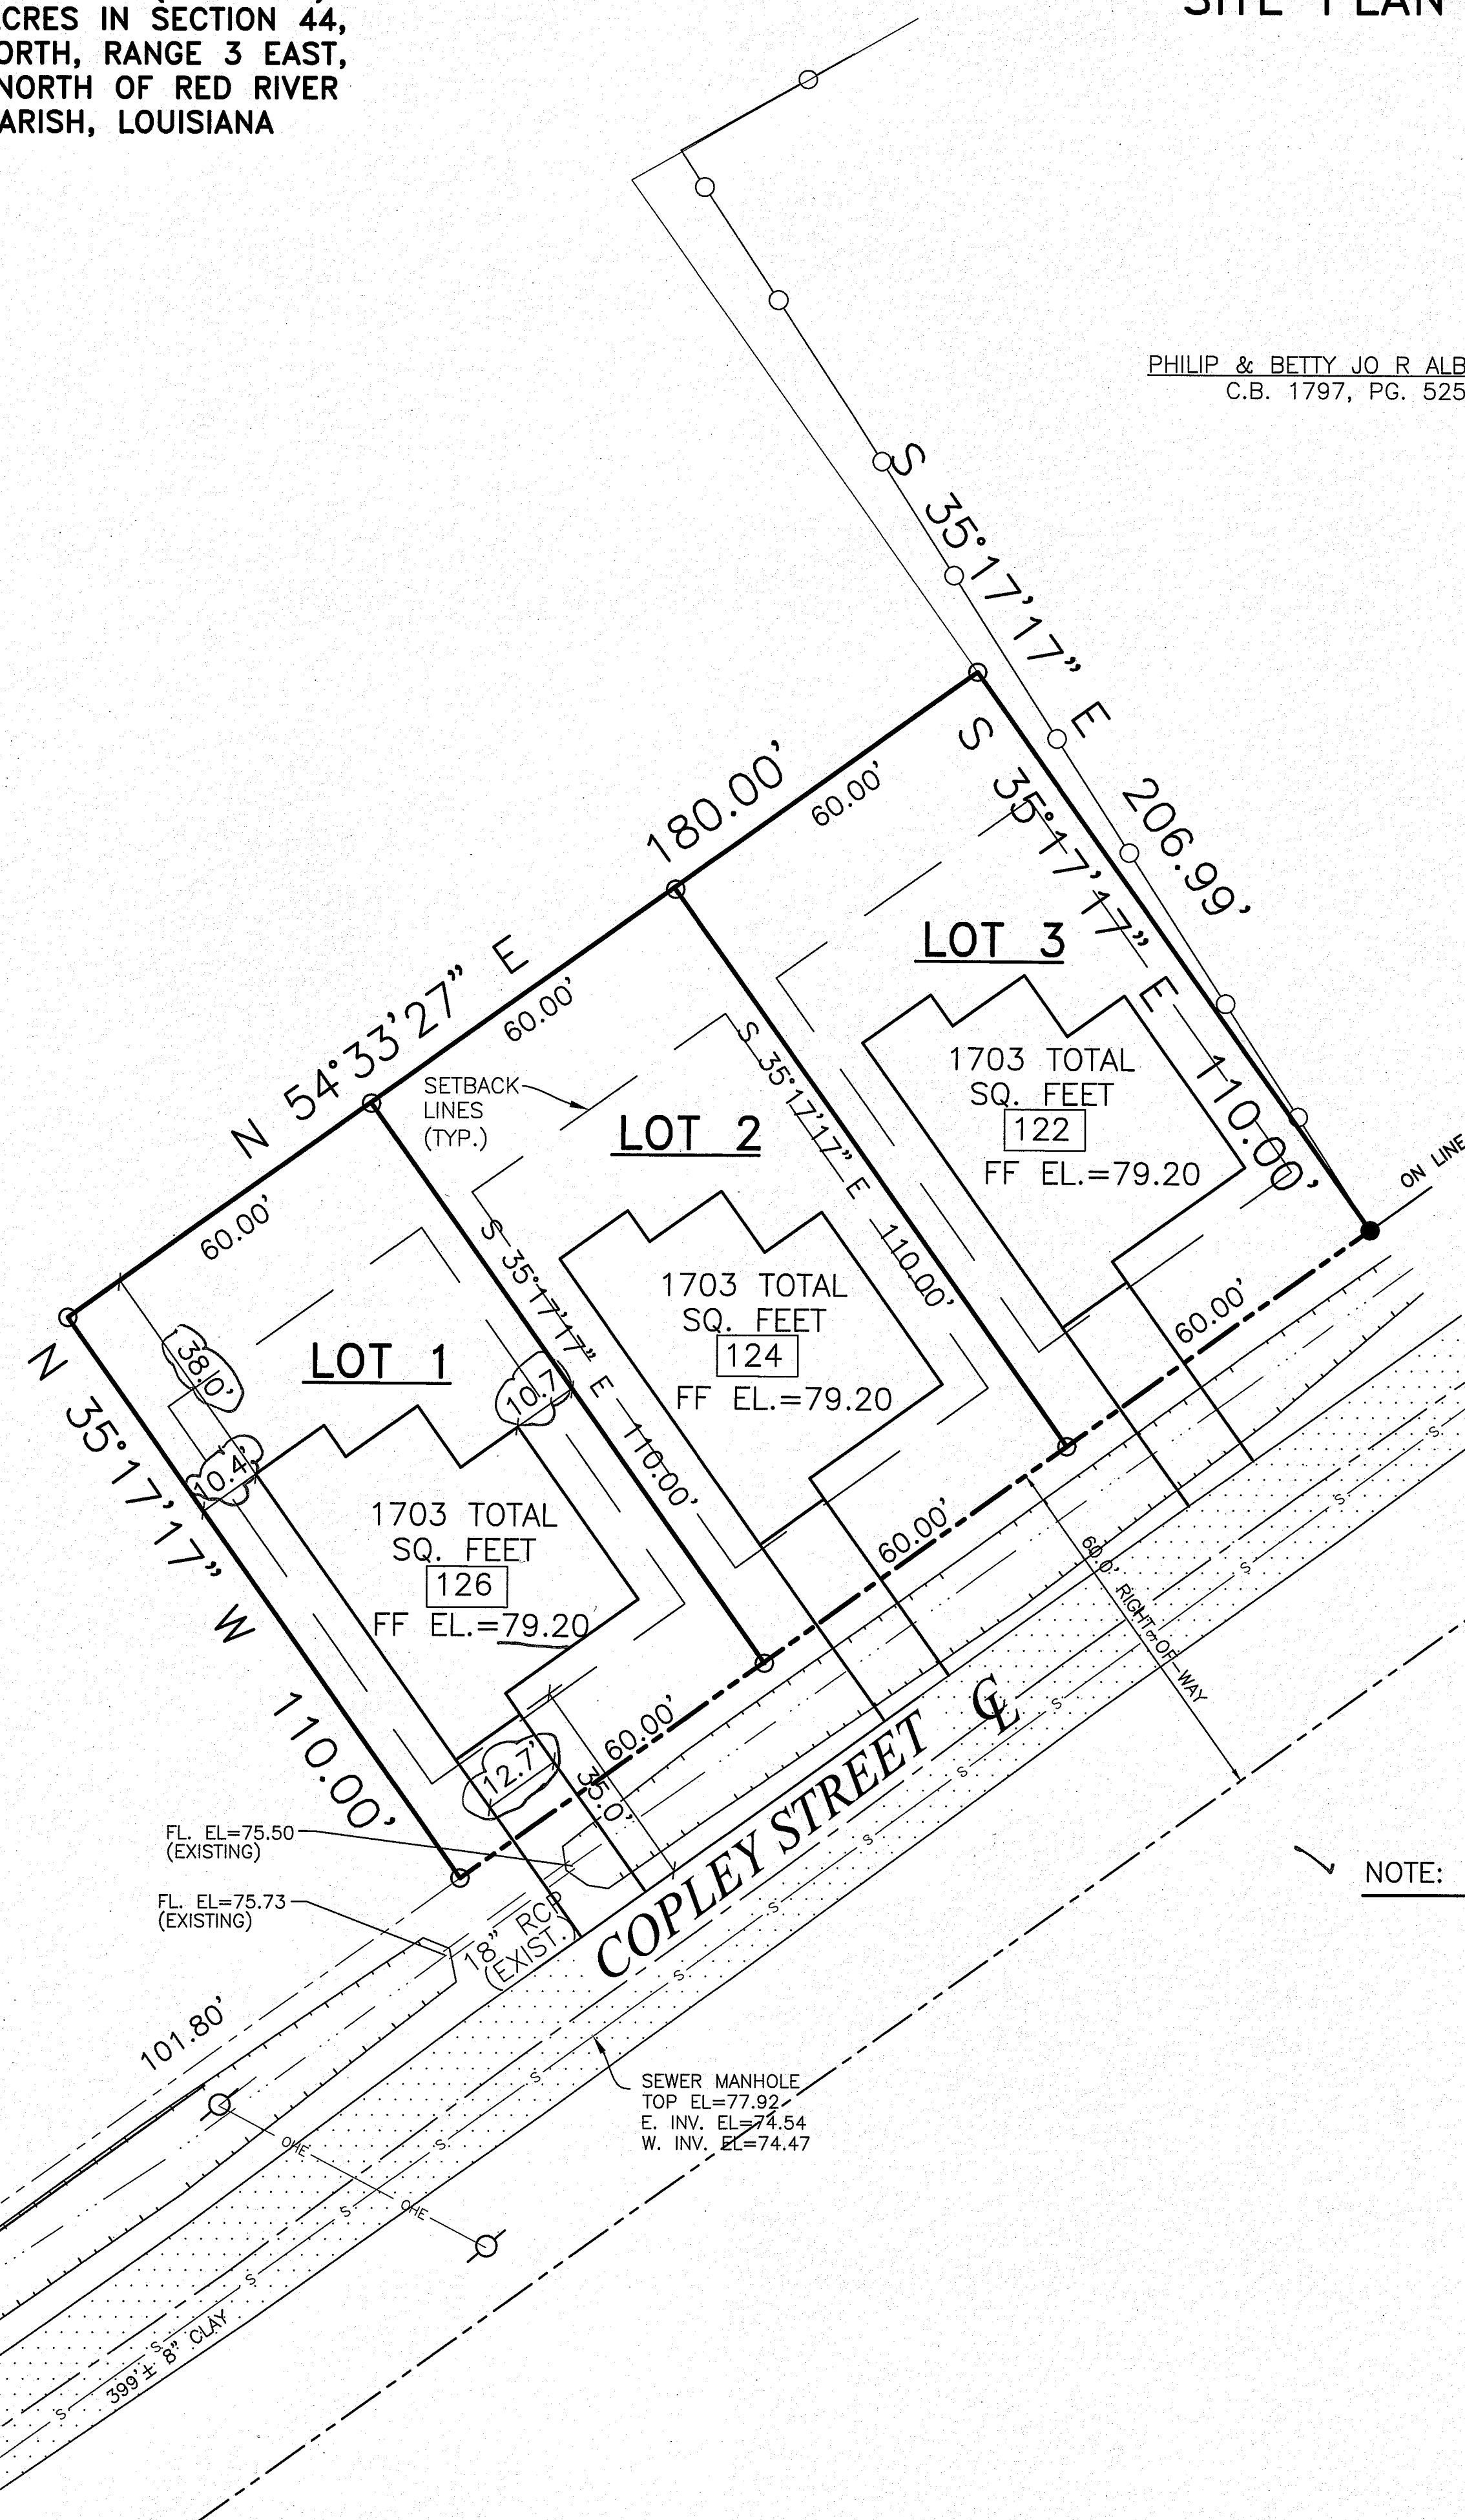 SITE PLAN
CRES IN SECTION 44,
ORTH, RANGE 3 EAST,
NORTH OF RED RIVER
ARISH, LOUISIANA
PHILIP & BETTY JO R ALB
C.B. 1797, PG. 525
S 35°17'17" E 206.99'
N 54°33'27" E 180.00'
60.00'
60.00'
60.00'
S 35°17'17" E 110.00'
LOT 3
1703 TOTAL
SQ. FEET
122
FF EL.=79.20
ON LINE
SETBACK
LINES
(TYP.)
LOT 2
S 35°17'17" E 110.00'
1703 TOTAL
SQ. FEET
124
FF EL.=79.20
60.00'
LOT 1
S 35°17'17" E 110.00'
38.0'
10.7'
10.4'
N 35°17'17" W 110.00'
1703 TOTAL
SQ. FEET
126
FF EL.=79.20
60.00'
60.00'
60.0' RIGHT-OF-WAY
12.7'
35.0'
FL. EL=75.50
(EXISTING)
FL. EL=75.73
(EXISTING)
18" RCP
(EXIST.)
COPLEY STREET ℄
NOTE:
101.80'
SEWER MANHOLE
TOP EL=77.92
E. INV. EL=74.54
W. INV. EL=74.47
OHE
OHE
S
S
S
S
S
S
S
S
S
S
S
S
S
S
399'± 8" CLAY